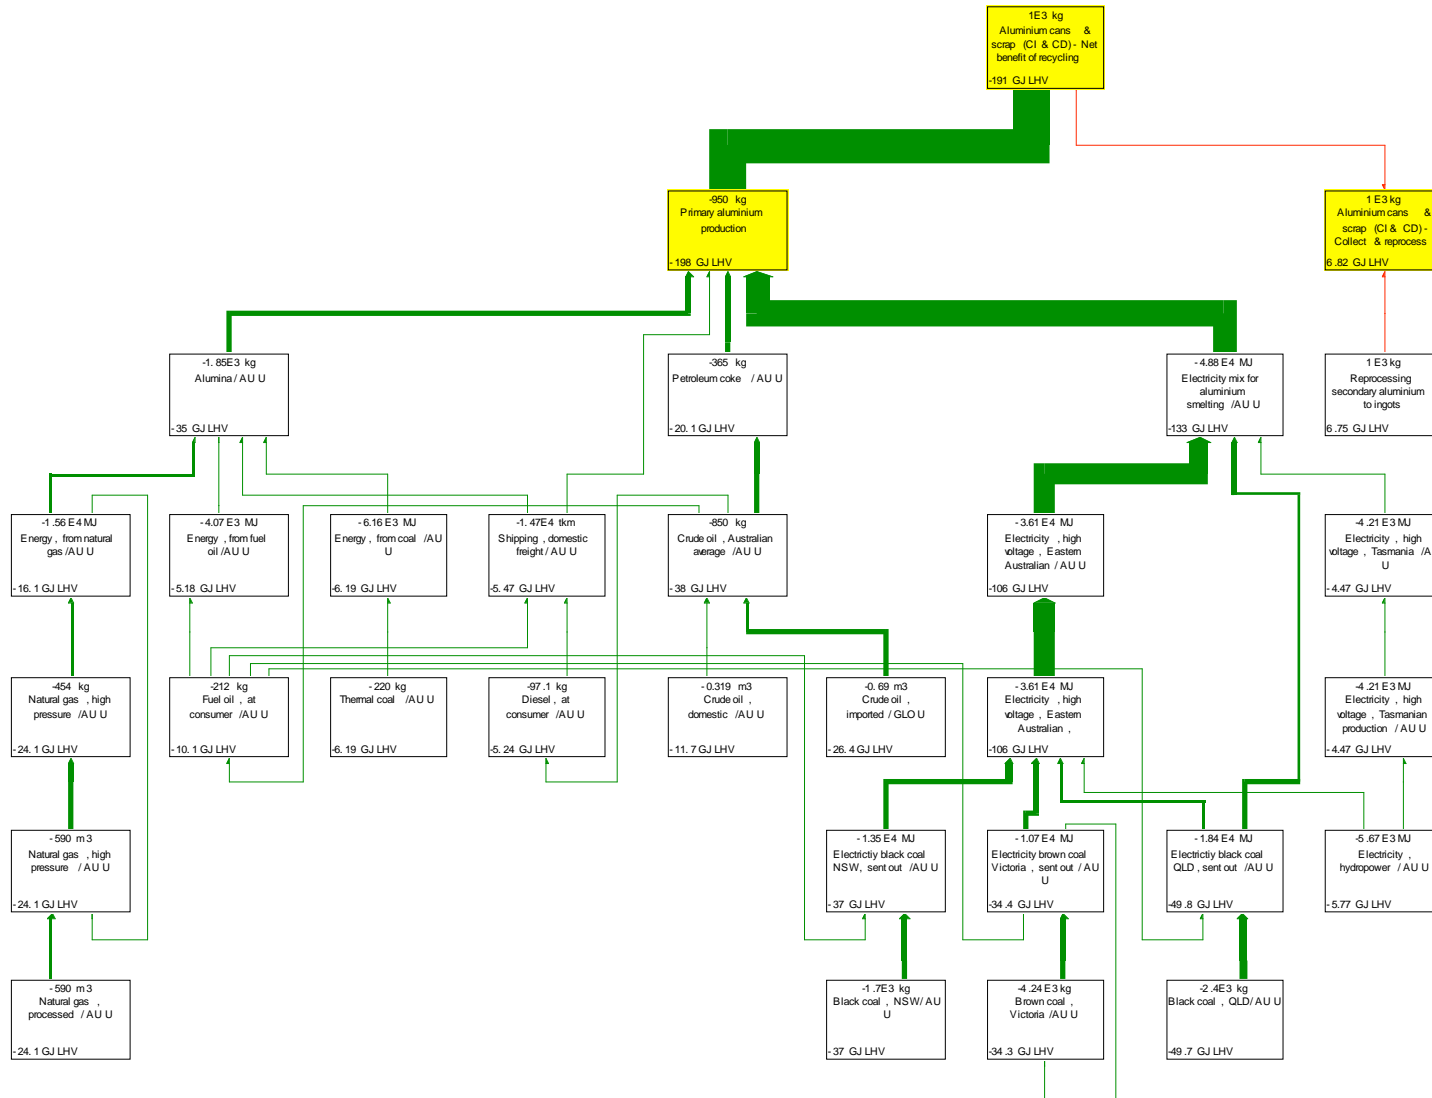 1E3 kg
Aluminium cans &
scrap (CI & CD) - Net
benefit of recycling
-191 GJ LHV
-950 kg
Primary aluminium
production
-198 GJ LHV
1 E3 kg
Aluminium cans &
scrap (CI & CD) -
Collect & reprocess
6.82 GJ LHV
-1.85E3 kg
Alumina / AU U
-35 GJ LHV
-365 kg
Petroleum coke / AU U
-20.1 GJ LHV
-4.88 E4 MJ
Electricity mix for
aluminium
smelting /AU U
-133 GJ LHV
1 E3 kg
Reprocessing
secondary aluminium
to ingots
6.75 GJ LHV
-1.56 E4 MJ
Energy, from natural
gas /AU U
-16.1 GJ LHV
-4.07 E3 MJ
Energy, from fuel
oil /AU U
-5.18 GJ LHV
-6.16 E3 MJ
Energy, from coal /AU
U
-6.19 GJ LHV
-1.47E4 tkm
Shipping, domestic
freight / AU U
-5.47 GJ LHV
-850 kg
Crude oil, Australian
average /AU U
-38 GJ LHV
-3.61 E4 MJ
Electricity, high
voltage, Eastern
Australian / AU U
-106 GJ LHV
-4.21 E3 MJ
Electricity, high
voltage, Tasmania /A
U
-4.47 GJ LHV
-454 kg
Natural gas, high
pressure /AU U
-24.1 GJ LHV
-212 kg
Fuel oil, at
consumer /AU U
-10.1 GJ LHV
-220 kg
Thermal coal /AU U
-6.19 GJ LHV
-97.1 kg
Diesel, at
consumer /AU U
-5.24 GJ LHV
-0.319 m3
Crude oil,
domestic /AU U
-11.7 GJ LHV
-0.69 m3
Crude oil,
imported / GLO U
-26.4 GJ LHV
-3.61 E4 MJ
Electricity, high
voltage, Eastern
Australian,
-106 GJ LHV
-4.21 E3 MJ
Electricity, high
voltage, Tasmanian
production / AU U
-4.47 GJ LHV
-590 m3
Natural gas, high
pressure / AU U
-24.1 GJ LHV
-1.35 E4 MJ
Electrictiy black coal
NSW, sent out /AU U
-37 GJ LHV
-1.07 E4 MJ
Electricity brown coal
Victoria, sent out / AU
U
-34.4 GJ LHV
-1.84 E4 MJ
Electrictiy black coal
QLD, sent out /AU U
-49.8 GJ LHV
-5.67 E3 MJ
Electricity,
hydropower / AU U
-5.77 GJ LHV
-590 m3
Natural gas,
processed / AU U
-24.1 GJ LHV
-1.7E3 kg
Black coal, NSW/ AU
U
-37 GJ LHV
-4.24 E3 kg
Brown coal,
Victoria /AU U
-34.3 GJ LHV
-2.4E3 kg
Black coal, QLD/ AU U
-49.7 GJ LHV